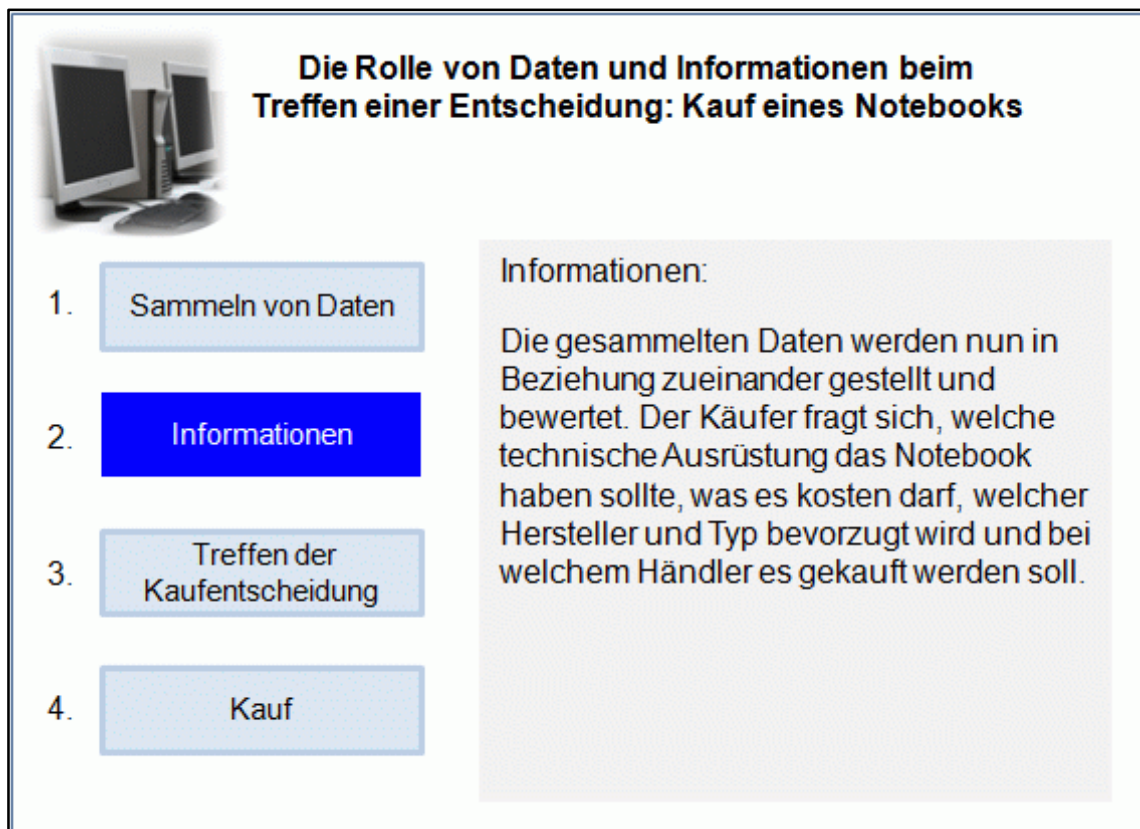 Die Rolle von Daten und Informationen beim
Treffen einer Entscheidung: Kauf eines Notebooks
1. Sammeln von Daten
2. Informationen
3. Treffen der
Kaufentscheidung
4. Kauf
Informationen:
Die gesammelten Daten werden nun in
Beziehung zueinander gestellt und
bewertet. Der Käufer fragt sich, welche
technische Ausrüstung das Notebook
haben sollte, was es kosten darf, welcher
Hersteller und Typ bevorzugt wird und bei
welchem Händler es gekauft werden soll.